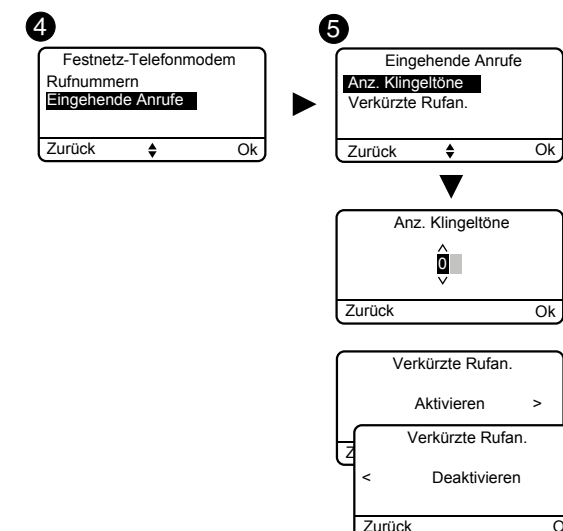 4
Festnetz-Telefonmodem
Rufnummern
Eingehende Anrufe
Zurück Ok
5
Eingehende Anrufe
Anz. Klingeltöne
Verkürzte Rufan.
Zurück Ok
Anz. Klingeltöne
0
Zurück Ok
Verkürzte Rufan.
Aktivieren >
Z
Verkürzte Rufan.
< Deaktivieren
Zurück O